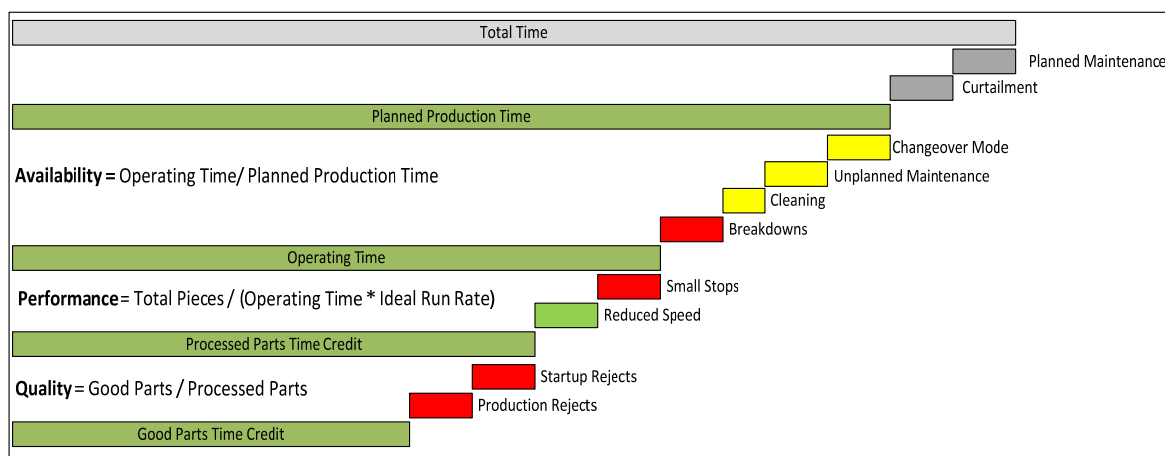 Total Time
Planned Maintenance
Curtailment
Planned Production Time
Changeover Mode
Availability = Operating Time/ Planned Production Time
Unplanned Maintenance
Cleaning
Breakdowns
Operating Time
Small Stops
Performance= Total Pieces / (Operating Time * Ideal Run Rate)
Reduced Speed
Processed Parts Time Credit
Startup Rejects
Quality = Good Parts / Processed Parts
Production Rejects
Good Parts Time Credit